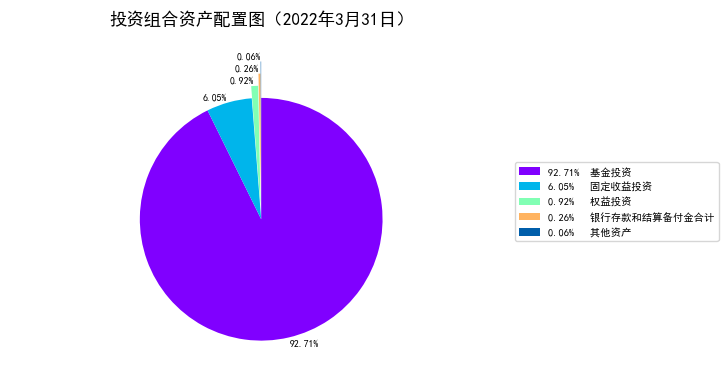 投资组合资产配置图（2022年3月31日）
0.06%
0.26%
0.92%
6.05%
92.71%
92.71% 基金投资
6.05% 固定收益投资
0.92% 权益投资
0.26% 银行存款和结算备付金合计
0.06% 其他资产